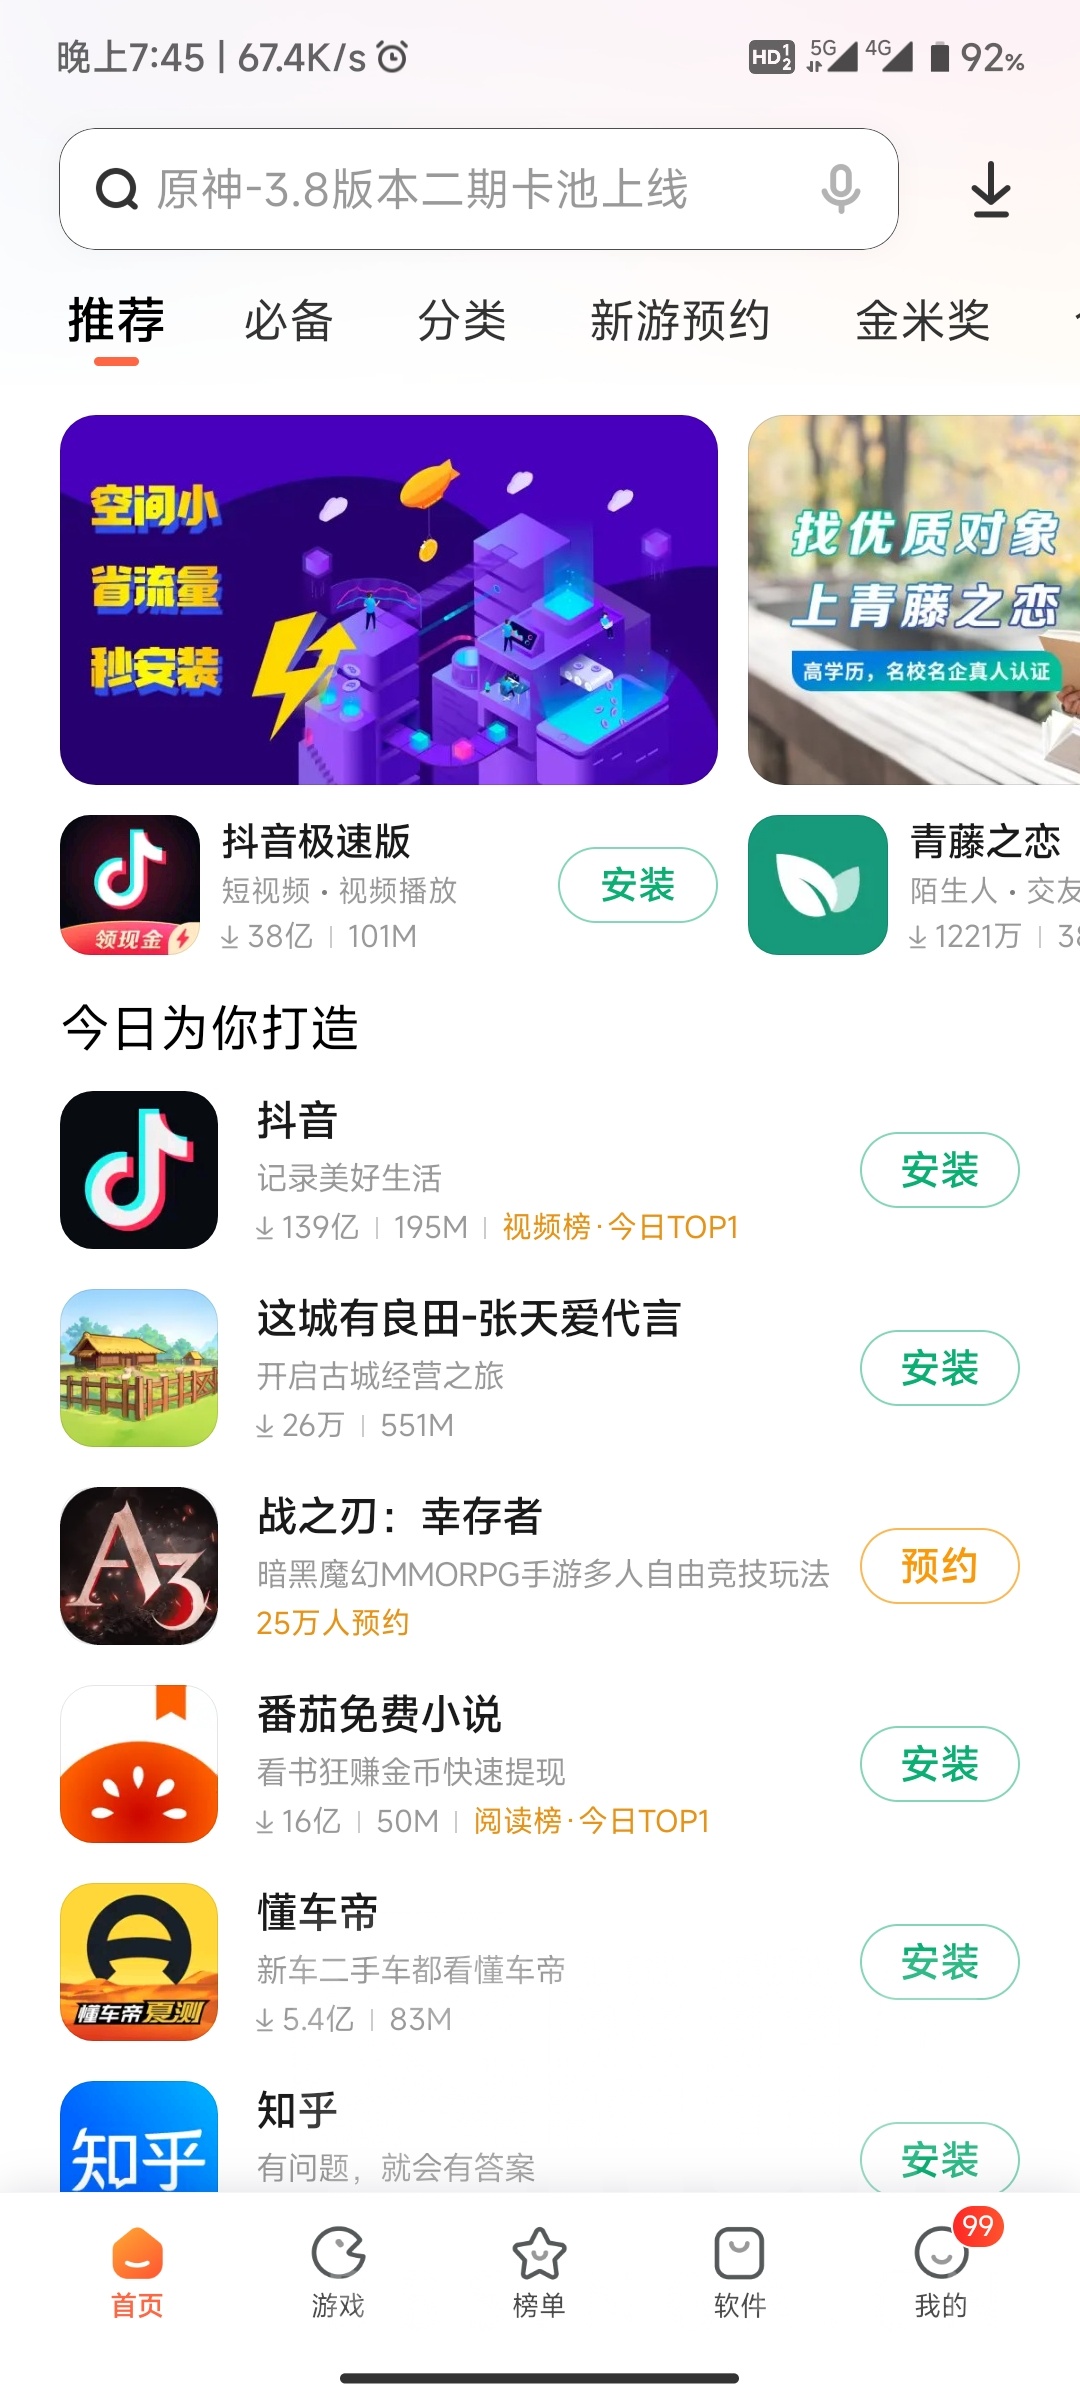 晚上7:45 | 67.4K/s
HD 1 2 5G 4G 92%
原神-3.8版本二期卡池上线
推荐 必备 分类 新游预约 金米奖
空间小
省流量
秒安装
找优质对象
上青藤之恋
高学历，名校名企真人认证
领现金
抖音极速版
短视频·视频播放
38亿 | 101M
安装
青藤之恋
陌生人·交友
1221万 | 38
今日为你打造
抖音
记录美好生活
139亿 | 195M | 视频榜·今日TOP1
安装
这城有良田-张天爱代言
开启古城经营之旅
26万 | 551M
安装
A3
战之刃：幸存者
暗黑魔幻MMORPG手游多人自由竞技玩法
25万人预约
预约
番茄免费小说
看书狂赚金币快速提现
16亿 | 50M | 阅读榜·今日TOP1
安装
懂车帝夏测
懂车帝
新车二手车都看懂车帝
5.4亿 | 83M
安装
知乎
知乎
有问题，就会有答案
安装
99
首页 游戏 榜单 软件 我的